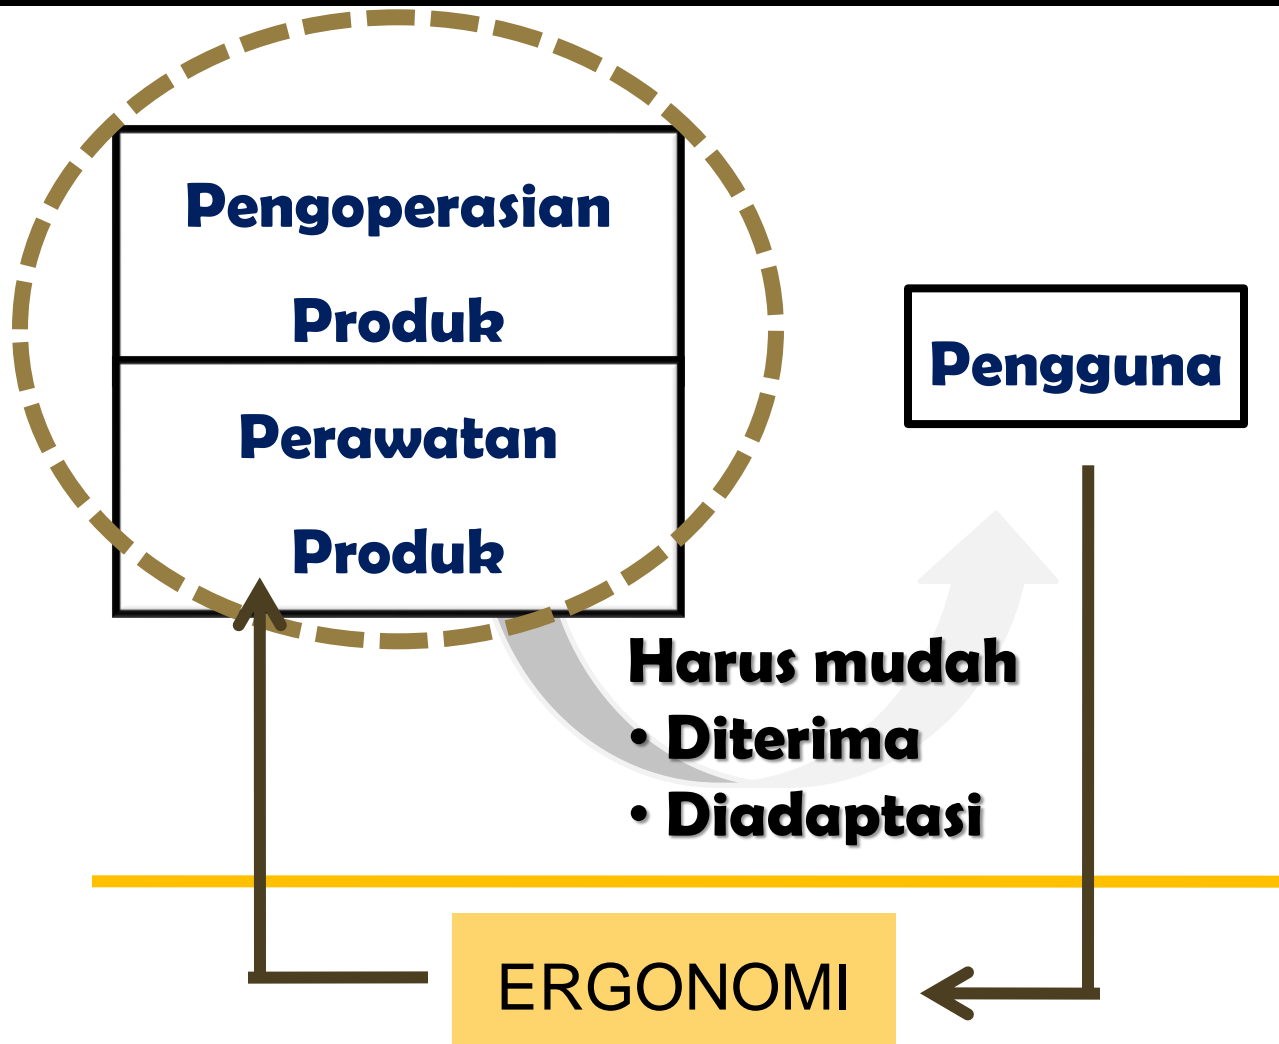 Pengoperasian
Produk
Perawatan
Produk
Pengguna
Harus mudah
• Diterima
• Diadaptasi
ERGONOMI